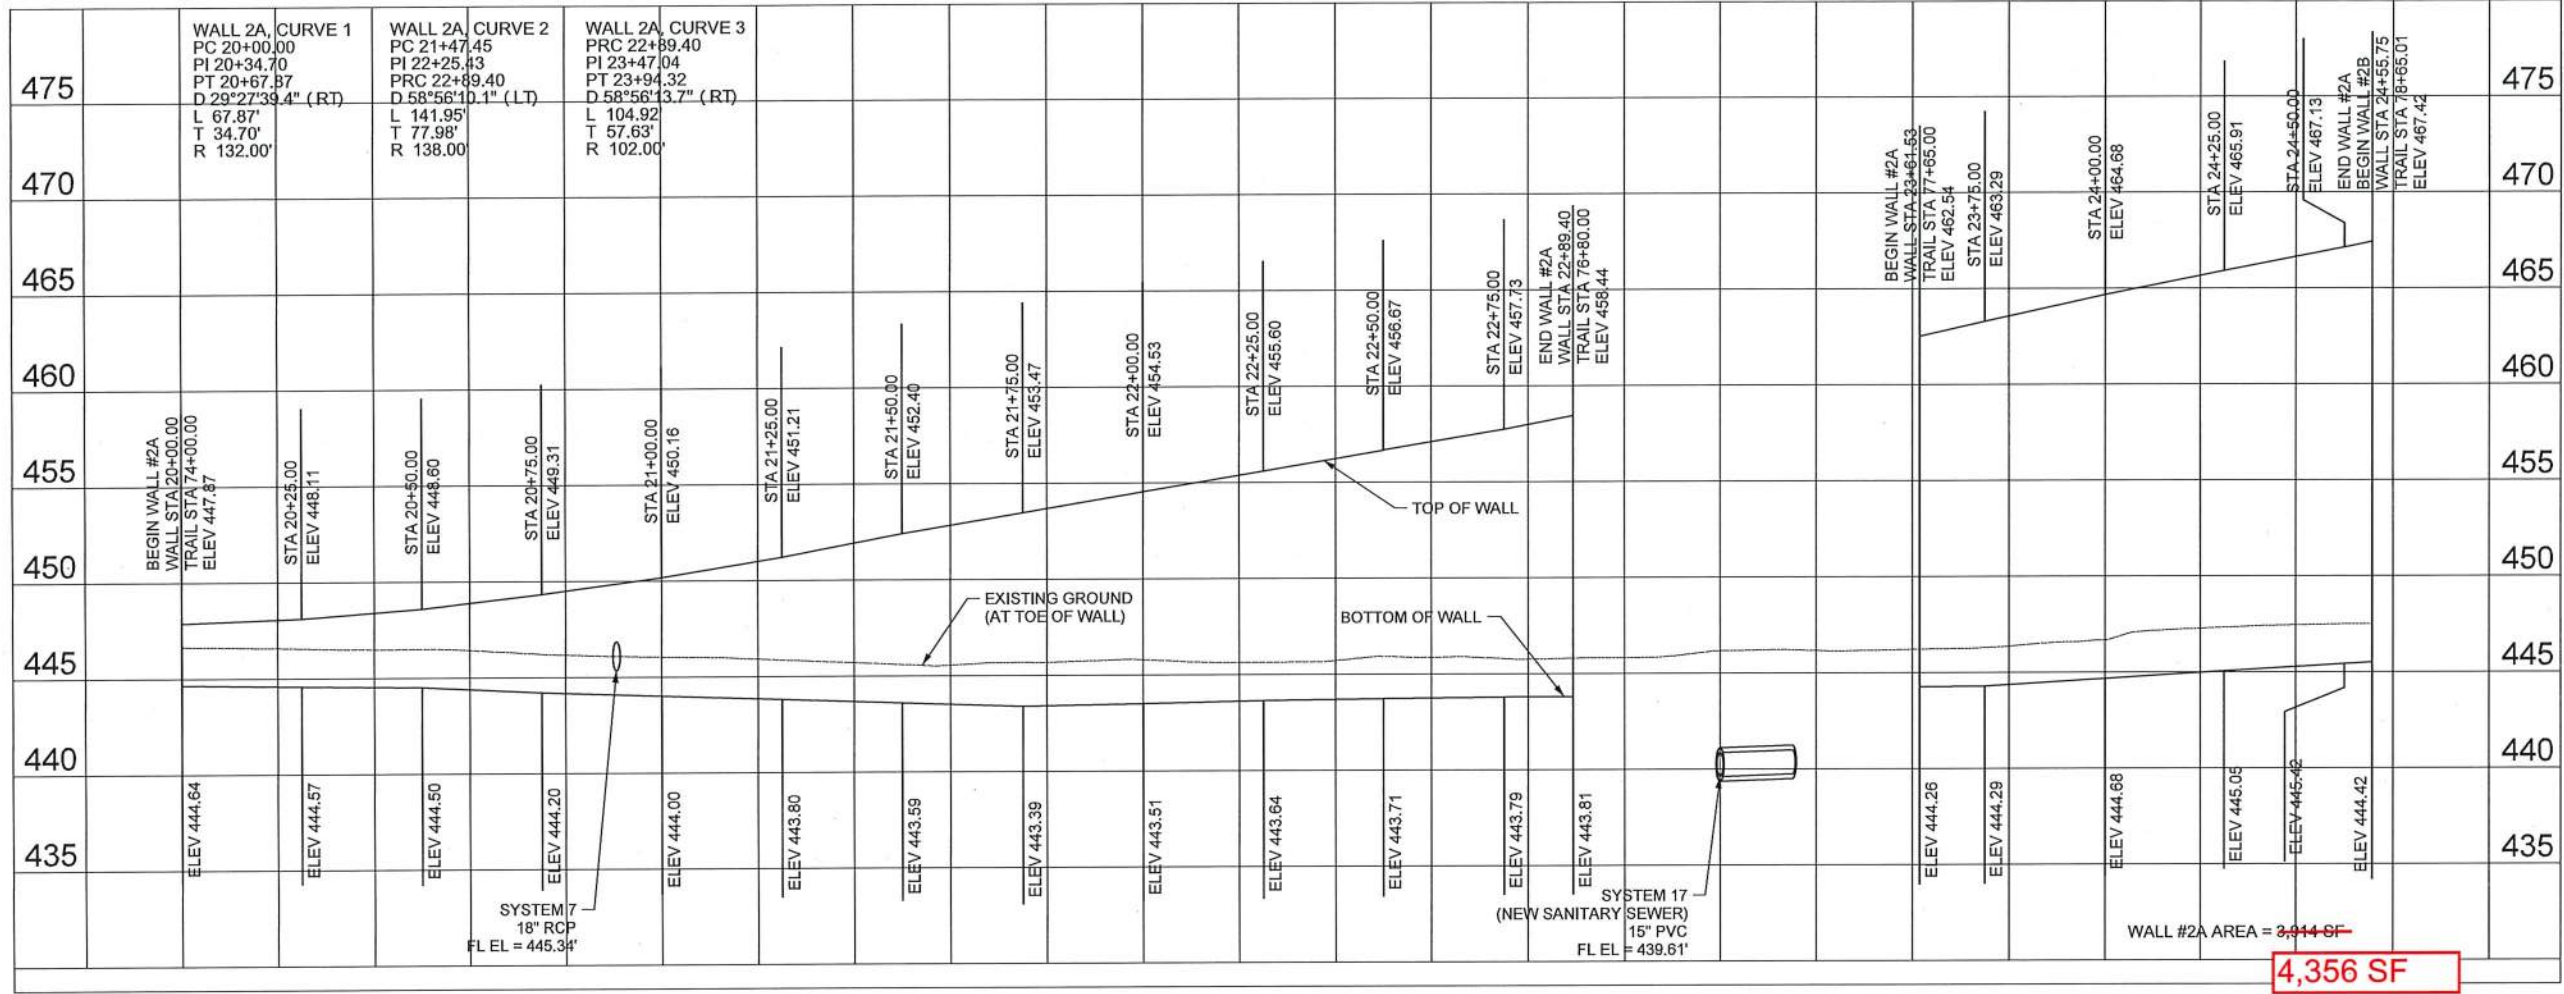 WALL 2A, CURVE 1
PC 20+00.00
PI 20+34.70
PT 20+67.87
D 29°27'39.4" (RT)
L 67.87'
T 34.70'
R 132.00'
WALL 2A, CURVE 2
PC 21+47.45
PI 22+25.43
PRC 22+89.40
D 58°56'10.1" (LT)
L 141.95'
T 77.98'
R 138.00'
WALL 2A, CURVE 3
PRC 22+89.40
PI 23+47.04
PT 23+94.32
D 58°56'13.7" (RT)
L 104.92'
T 57.63'
R 102.00'
475
470
465
460
455
450
445
440
435
BEGIN WALL #2A
WALL STA 20+00.00
TRAIL STA 74+00.00
ELEV 447.87
STA 20+25.00
ELEV 448.11
STA 20+50.00
ELEV 448.60
STA 20+75.00
ELEV 449.31
STA 21+00.00
ELEV 450.16
STA 21+25.00
ELEV 451.21
STA 21+50.00
ELEV 452.40
STA 21+75.00
ELEV 453.47
STA 22+00.00
ELEV 454.53
STA 22+25.00
ELEV 455.60
STA 22+50.00
ELEV 456.67
STA 22+75.00
ELEV 457.73
END WALL #2A
WALL STA 22+89.40
TRAIL STA 76+80.00
ELEV 458.44
BEGIN WALL #2A
WALL STA 23+61.53
TRAIL STA 77+65.00
ELEV 462.54
STA 23+75.00
ELEV 463.29
STA 24+00.00
ELEV 464.68
STA 24+25.00
ELEV 465.91
STA 24+50.00
ELEV 467.13
END WALL #2A
BEGIN WALL #2B
WALL STA 24+55.75
TRAIL STA 78+65.01
ELEV 467.42
475
470
465
460
455
450
445
440
435
TOP OF WALL
EXISTING GROUND
(AT TOE OF WALL)
BOTTOM OF WALL
ELEV 444.64
ELEV 444.57
ELEV 444.50
ELEV 444.20
ELEV 444.00
ELEV 443.80
ELEV 443.59
ELEV 443.39
ELEV 443.51
ELEV 443.64
ELEV 443.71
ELEV 443.79
ELEV 443.81
ELEV 444.26
ELEV 444.29
ELEV 444.68
ELEV 445.05
ELEV 445.42
ELEV 444.42
SYSTEM 7
18" RCP
FL EL = 445.34'
SYSTEM 17
(NEW SANITARY SEWER)
15" PVC
FL EL = 439.61'
WALL #2A AREA = 3,914 SF
4,356 SF